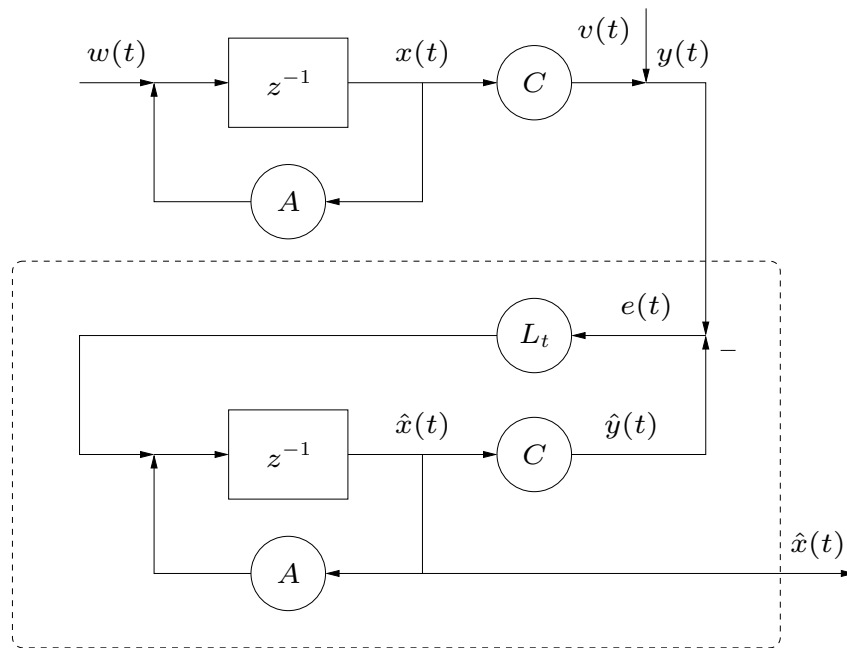 v(t)
w(t) x(t) y(t)
z⁻¹ C
A
e(t)
L_t
−
x̂(t) ŷ(t)
z⁻¹ C
x̂(t)
A